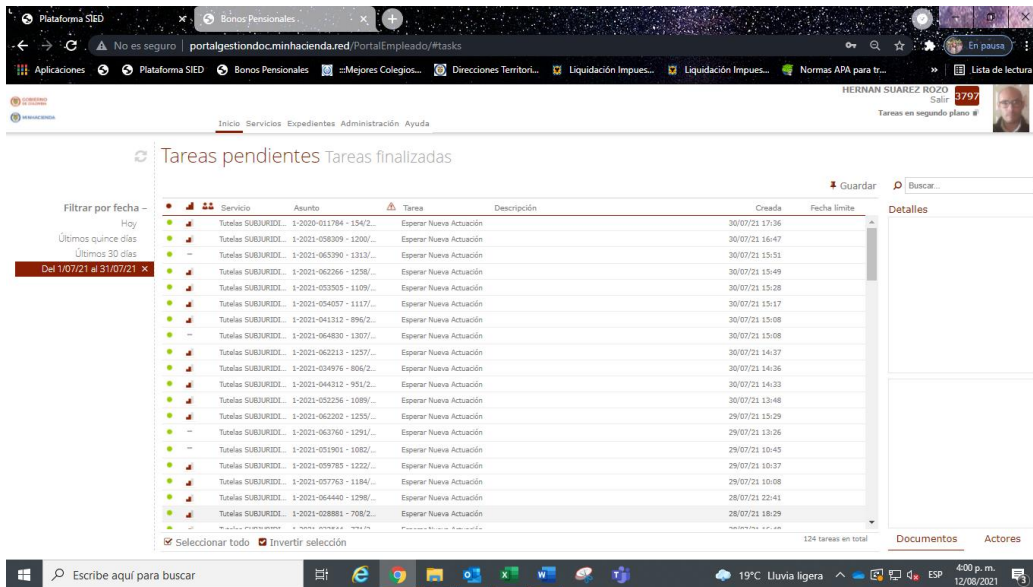 Plataforma SIED
Bonos Pensionales
No es seguro | portalgestiondoc.minhacienda.red/PortalEmpleado/#tasks
En pausa
Aplicaciones
Plataforma SIED
Bonos Pensionales
:::Mejores Colegios...
Direcciones Territori...
Liquidación Impues...
Liquidación Impues...
Normas APA para tr...
»
Lista de lectura
MINHACIENDA
HERNAN SUAREZ ROZO
Salir
3797
Tareas en segundo plano
Inicio Servicios Expedientes Administración Ayuda
Tareas pendientes Tareas finalizadas
Guardar
Buscar...
Filtrar por fecha –
Hoy
Últimos quince días
Últimos 30 días
Del 1/07/21 al 31/07/21 ×
Servicio Asunto Tarea Descripción Creada Fecha límite
Detalles
Tutelas SUBJURIDI... 1-2020-011784 - 154/2... Esperar Nueva Actuación 30/07/21 17:36
Tutelas SUBJURIDI... 1-2021-058309 - 1200/... Esperar Nueva Actuación 30/07/21 16:47
Tutelas SUBJURIDI... 1-2021-065390 - 1313/... Esperar Nueva Actuación 30/07/21 15:51
Tutelas SUBJURIDI... 1-2021-062266 - 1258/... Esperar Nueva Actuación 30/07/21 15:49
Tutelas SUBJURIDI... 1-2021-053505 - 1109/... Esperar Nueva Actuación 30/07/21 15:28
Tutelas SUBJURIDI... 1-2021-054057 - 1117/... Esperar Nueva Actuación 30/07/21 15:17
Tutelas SUBJURIDI... 1-2021-041312 - 896/2... Esperar Nueva Actuación 30/07/21 15:08
Tutelas SUBJURIDI... 1-2021-064830 - 1307/... Esperar Nueva Actuación 30/07/21 15:08
Tutelas SUBJURIDI... 1-2021-062213 - 1257/... Esperar Nueva Actuación 30/07/21 14:37
Tutelas SUBJURIDI... 1-2021-034976 - 806/2... Esperar Nueva Actuación 30/07/21 14:36
Tutelas SUBJURIDI... 1-2021-044312 - 951/2... Esperar Nueva Actuación 30/07/21 14:33
Tutelas SUBJURIDI... 1-2021-052256 - 1089/... Esperar Nueva Actuación 30/07/21 13:48
Tutelas SUBJURIDI... 1-2021-062202 - 1255/... Esperar Nueva Actuación 29/07/21 15:29
Tutelas SUBJURIDI... 1-2021-063760 - 1291/... Esperar Nueva Actuación 29/07/21 13:26
Tutelas SUBJURIDI... 1-2021-051901 - 1082/... Esperar Nueva Actuación 29/07/21 10:45
Tutelas SUBJURIDI... 1-2021-059785 - 1222/... Esperar Nueva Actuación 29/07/21 10:37
Tutelas SUBJURIDI... 1-2021-057763 - 1184/... Esperar Nueva Actuación 29/07/21 10:08
Tutelas SUBJURIDI... 1-2021-064440 - 1298/... Esperar Nueva Actuación 28/07/21 22:41
Tutelas SUBJURIDI... 1-2021-028881 - 708/2... Esperar Nueva Actuación 28/07/21 18:29
Seleccionar todo Invertir selección
124 tareas en total
Documentos Actores
Escribe aquí para buscar
19°C Lluvia ligera
ESP
4:00 p. m.
12/08/2021